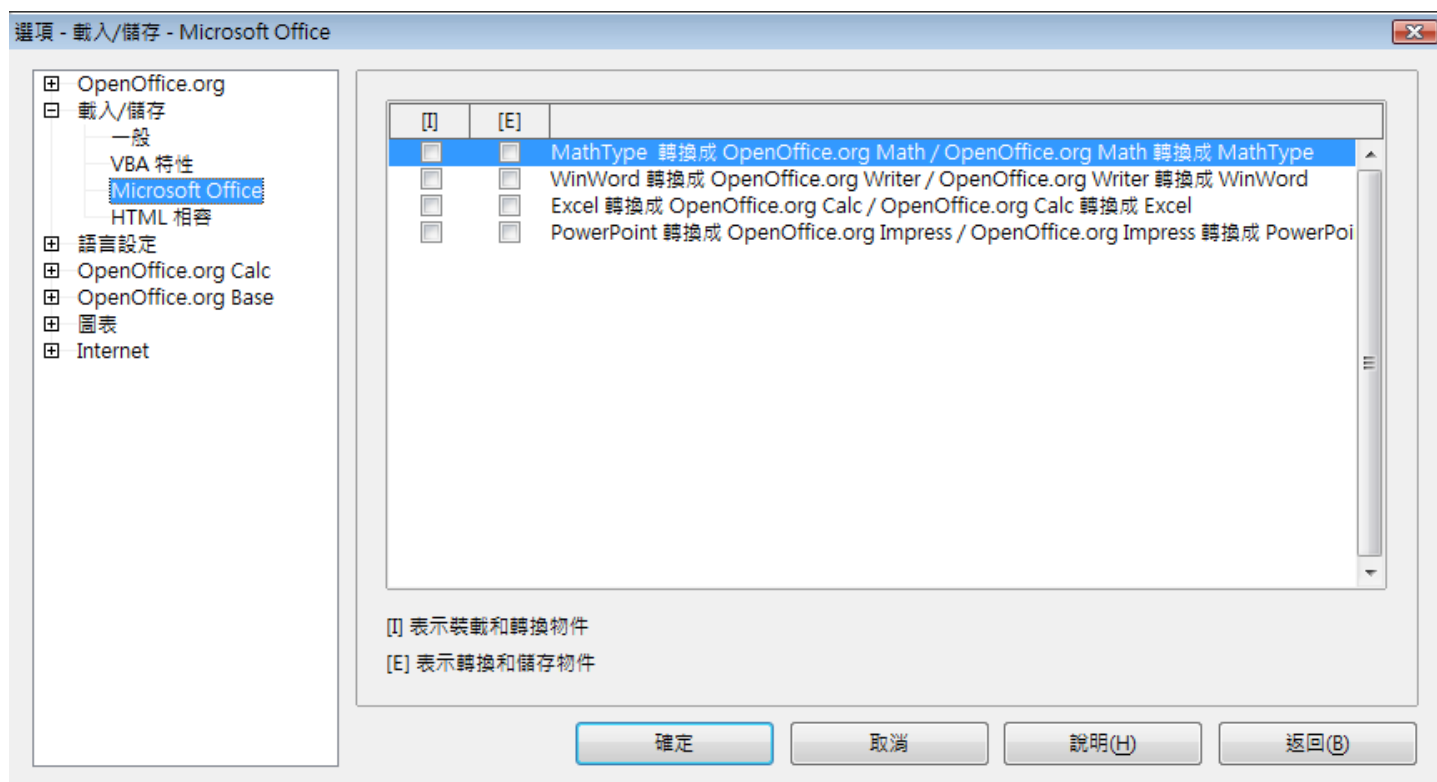 選項 - 載入/儲存 - Microsoft Office
OpenOffice.org
載入/儲存
一般
VBA 特性
Microsoft Office
HTML 相容
語言設定
OpenOffice.org Calc
OpenOffice.org Base
圖表
Internet
[I] [E]
MathType 轉換成 OpenOffice.org Math / OpenOffice.org Math 轉換成 MathType
WinWord 轉換成 OpenOffice.org Writer / OpenOffice.org Writer 轉換成 WinWord
Excel 轉換成 OpenOffice.org Calc / OpenOffice.org Calc 轉換成 Excel
PowerPoint 轉換成 OpenOffice.org Impress / OpenOffice.org Impress 轉換成 PowerPoi
[I] 表示裝載和轉換物件
[E] 表示轉換和儲存物件
確定 取消 說明(H) 返回(B)